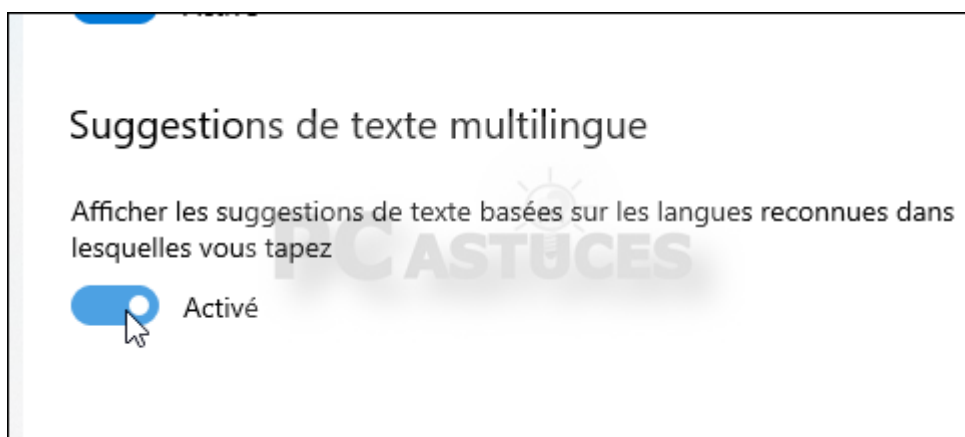 Suggestions de texte multilingue
Afficher les suggestions de texte basées sur les langues reconnues dans
lesquelles vous tapez
PC ASTUCES
Activé